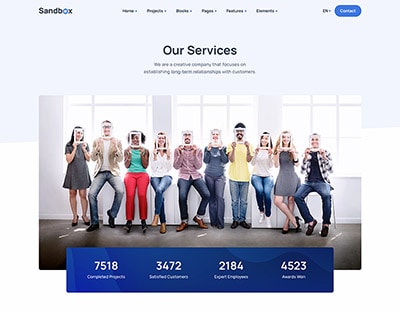 Sandbox
Home Projects Blocks Pages Features Elements EN Contact
Our Services
We are a creative company that focuses on
establishing long-term relationships with customers.
7518 3472 2184 4523
Completed Projects Satisfied Customers Expert Employees Awards Won